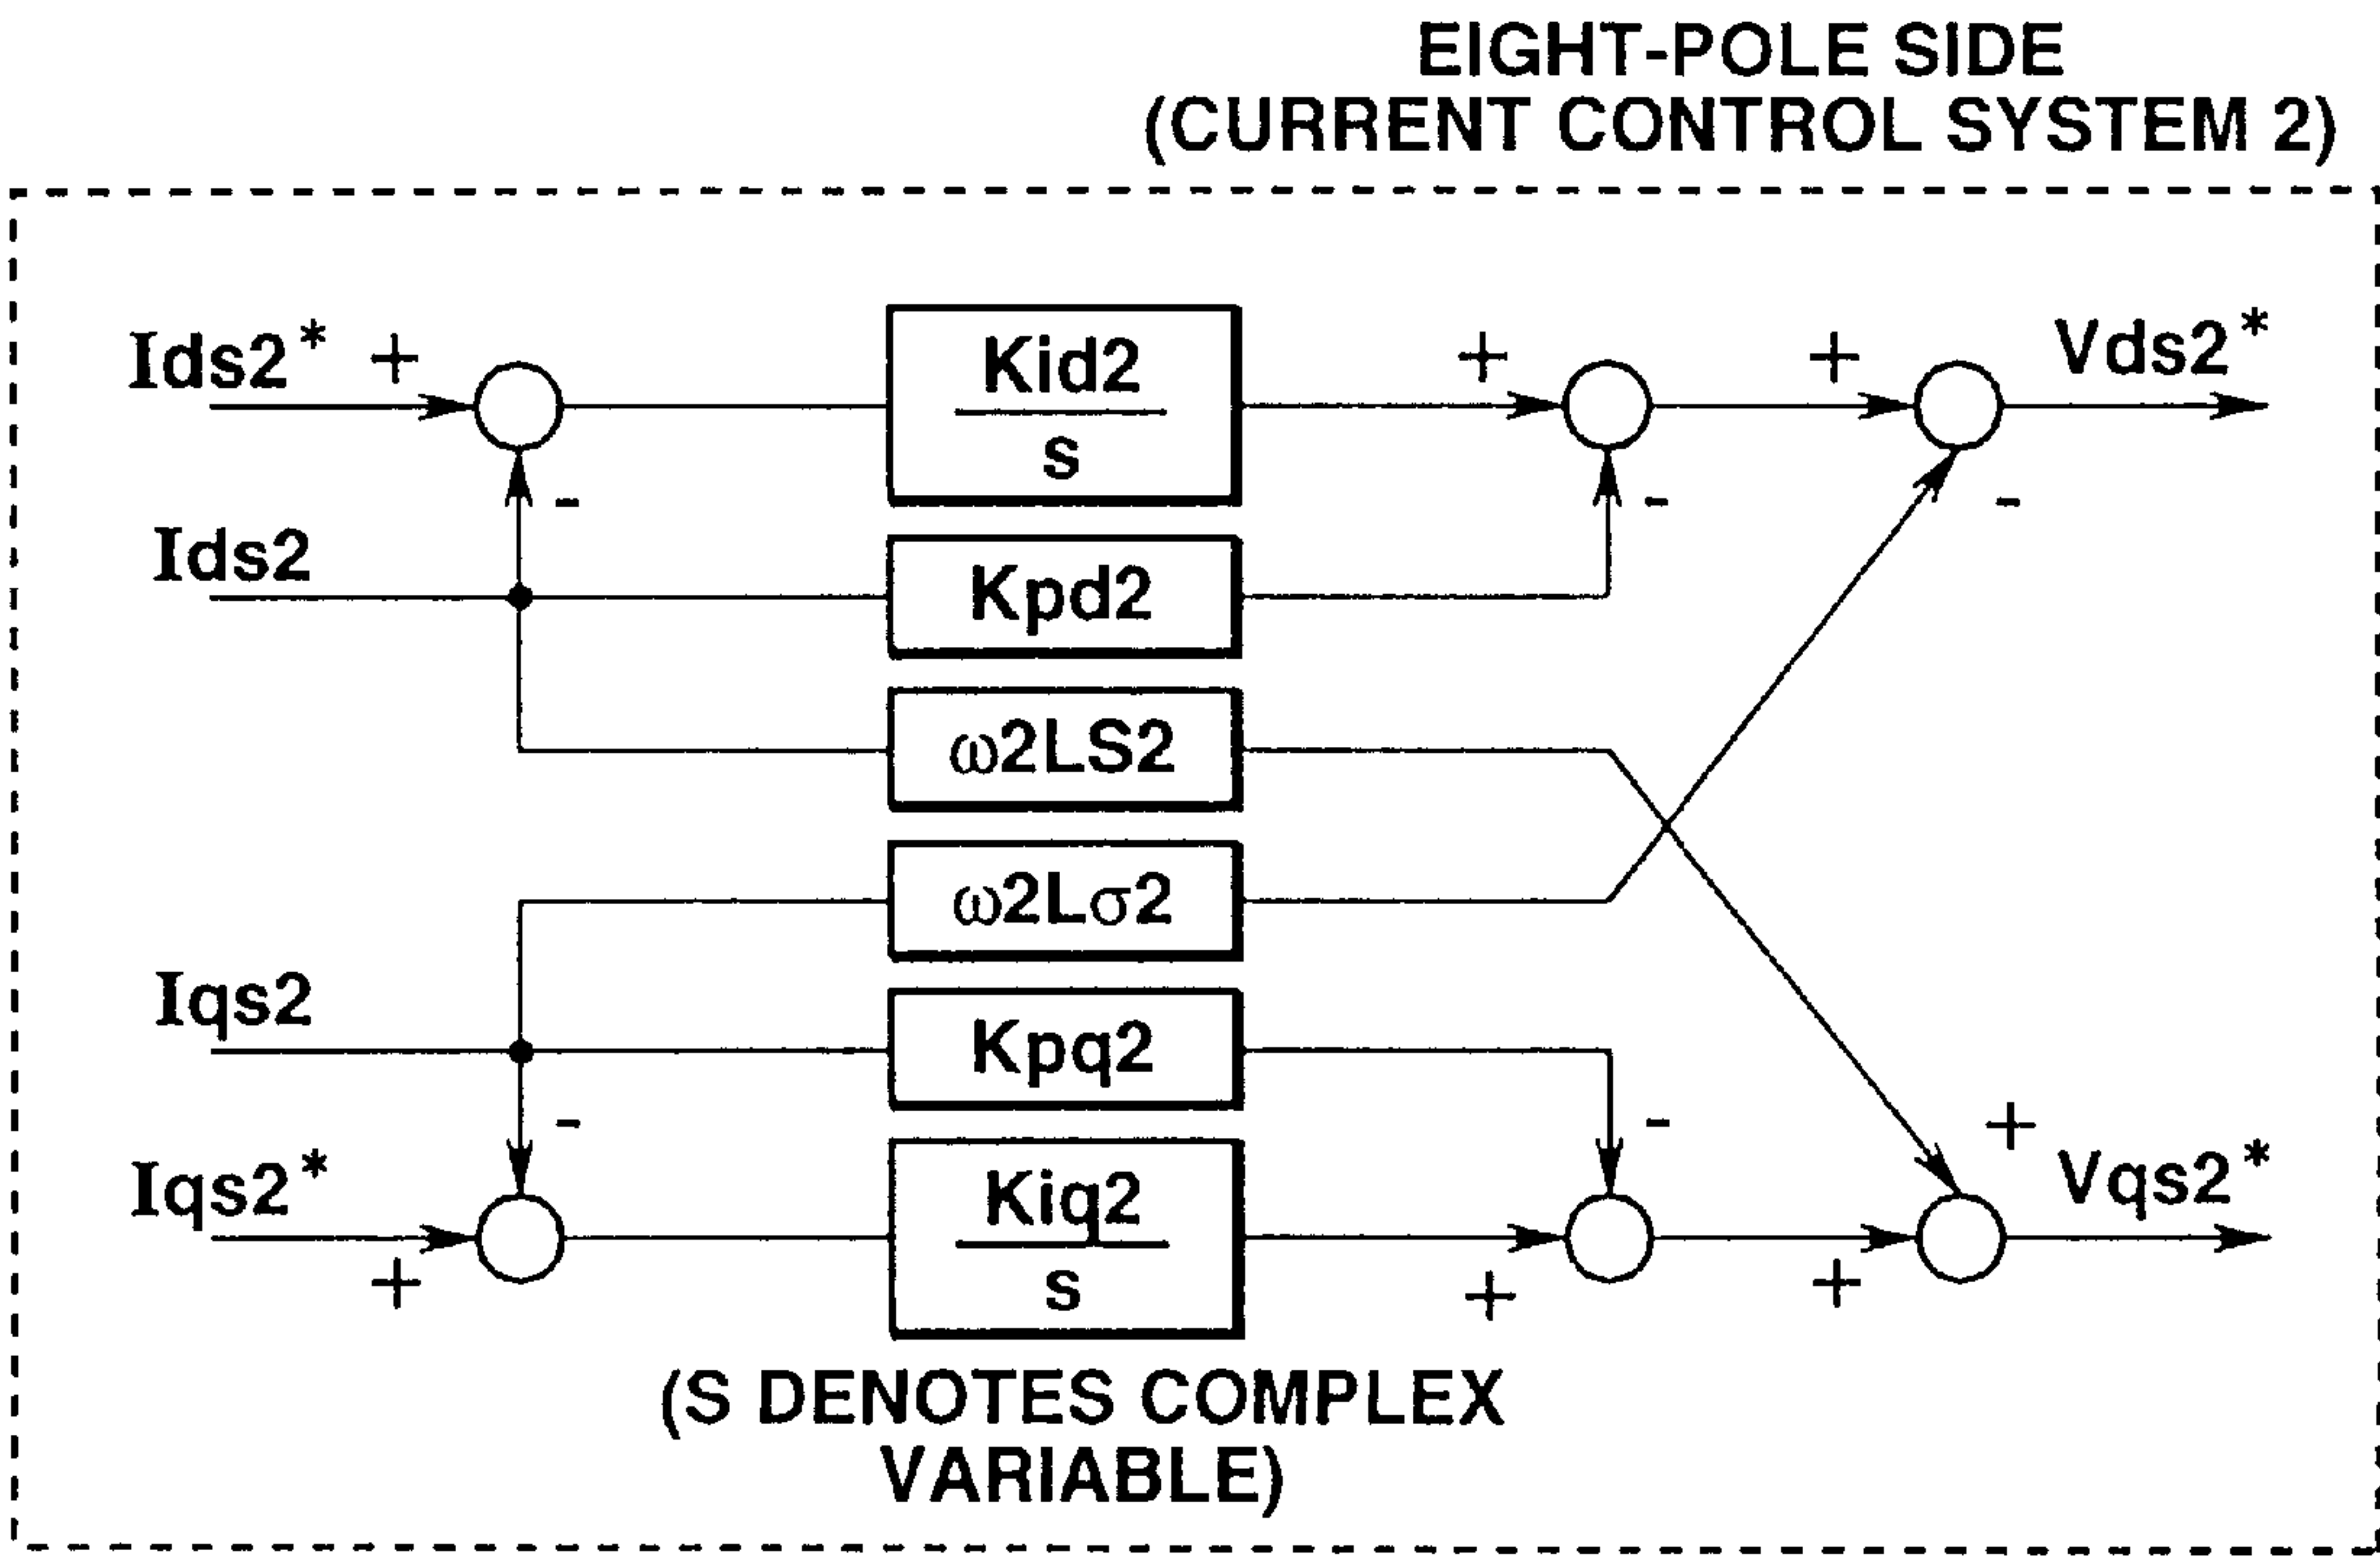 EIGHT-POLE SIDE
(CURRENT CONTROL SYSTEM 2)
Ids2* +
Kid2
s
+
+
Vds2*
-
-
-
Ids2
Kpd2
ω2LS2
ω2Lσ2
Iqs2
Kpq2
-
-
+
Iqs2*
Kiq2
s
Vqs2*
+
+
+
(S DENOTES COMPLEX
VARIABLE)